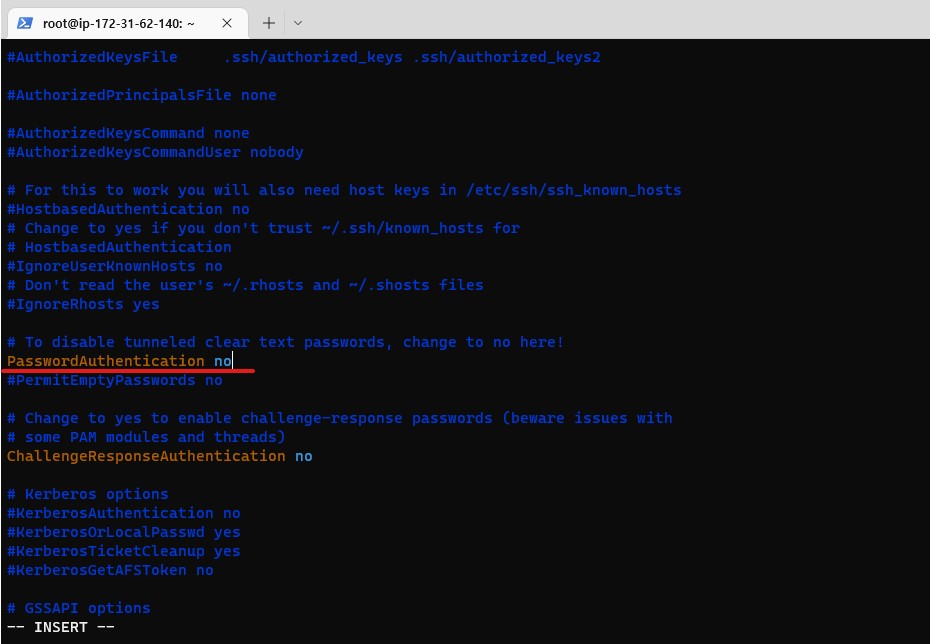 root@ip-172-31-62-140: ~
#AuthorizedKeysFile     .ssh/authorized_keys .ssh/authorized_keys2
#AuthorizedPrincipalsFile none
#AuthorizedKeysCommand none
#AuthorizedKeysCommandUser nobody
# For this to work you will also need host keys in /etc/ssh/ssh_known_hosts
#HostbasedAuthentication no
# Change to yes if you don't trust ~/.ssh/known_hosts for
# HostbasedAuthentication
#IgnoreUserKnownHosts no
# Don't read the user's ~/.rhosts and ~/.shosts files
#IgnoreRhosts yes
# To disable tunneled clear text passwords, change to no here!
PasswordAuthentication no
#PermitEmptyPasswords no
# Change to yes to enable challenge-response passwords (beware issues with
# some PAM modules and threads)
ChallengeResponseAuthentication no
# Kerberos options
#KerberosAuthentication no
#KerberosOrLocalPasswd yes
#KerberosTicketCleanup yes
#KerberosGetAFSToken no
# GSSAPI options
-- INSERT --